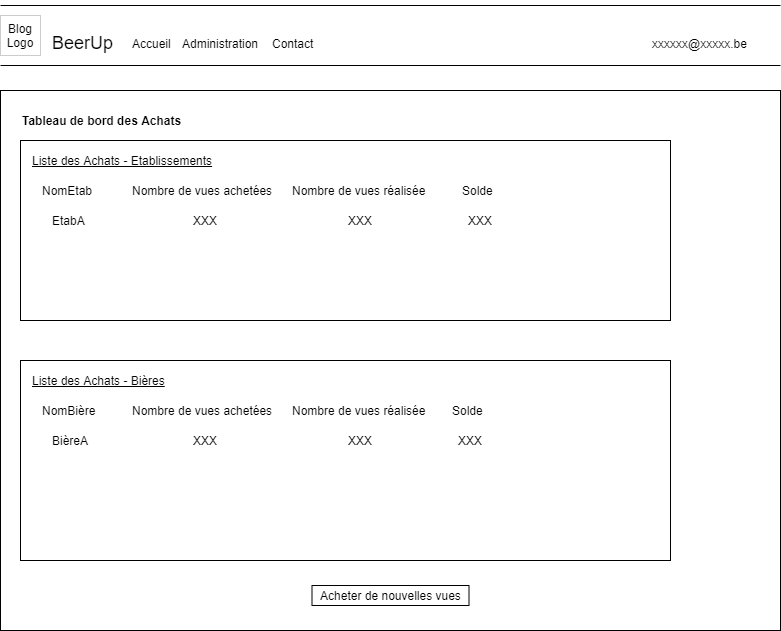 Blog
Logo
BeerUp Accueil Administration Contact xxxxxx@xxxxx.be
Tableau de bord des Achats
Liste des Achats - Etablissements
NomEtab Nombre de vues achetées Nombre de vues réalisée Solde
EtabA XXX XXX XXX
Liste des Achats - Bières
NomBière Nombre de vues achetées Nombre de vues réalisée Solde
BièreA XXX XXX XXX
Acheter de nouvelles vues